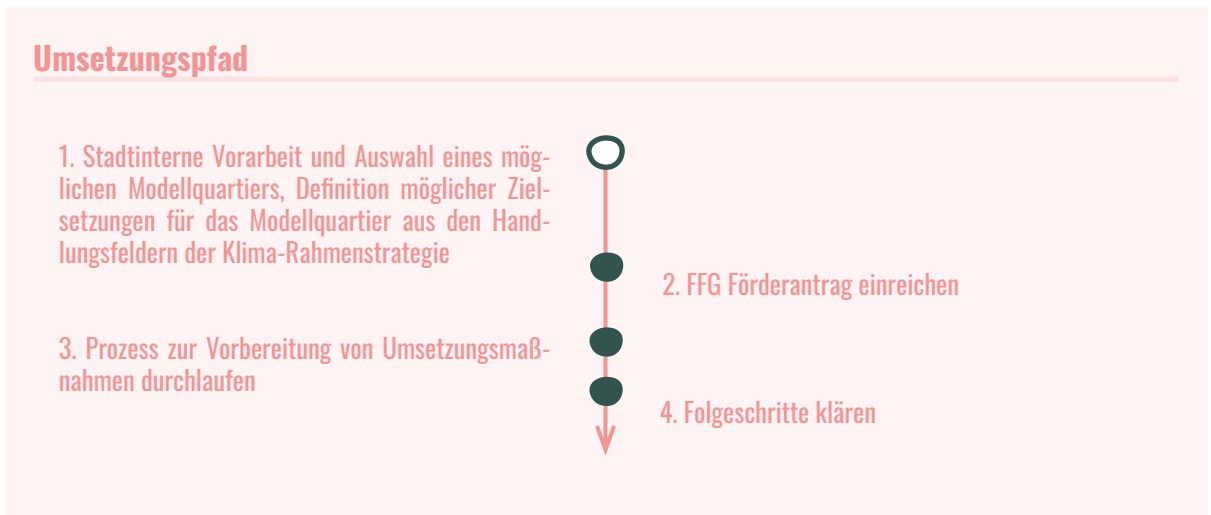 Umsetzungspfad
1. Stadtinterne Vorarbeit und Auswahl eines mög-
lichen Modellquartiers, Definition möglicher Ziel-
setzungen für das Modellquartier aus den Hand-
lungsfeldern der Klima-Rahmenstrategie
2. FFG Förderantrag einreichen
3. Prozess zur Vorbereitung von Umsetzungsmaß-
nahmen durchlaufen
4. Folgeschritte klären